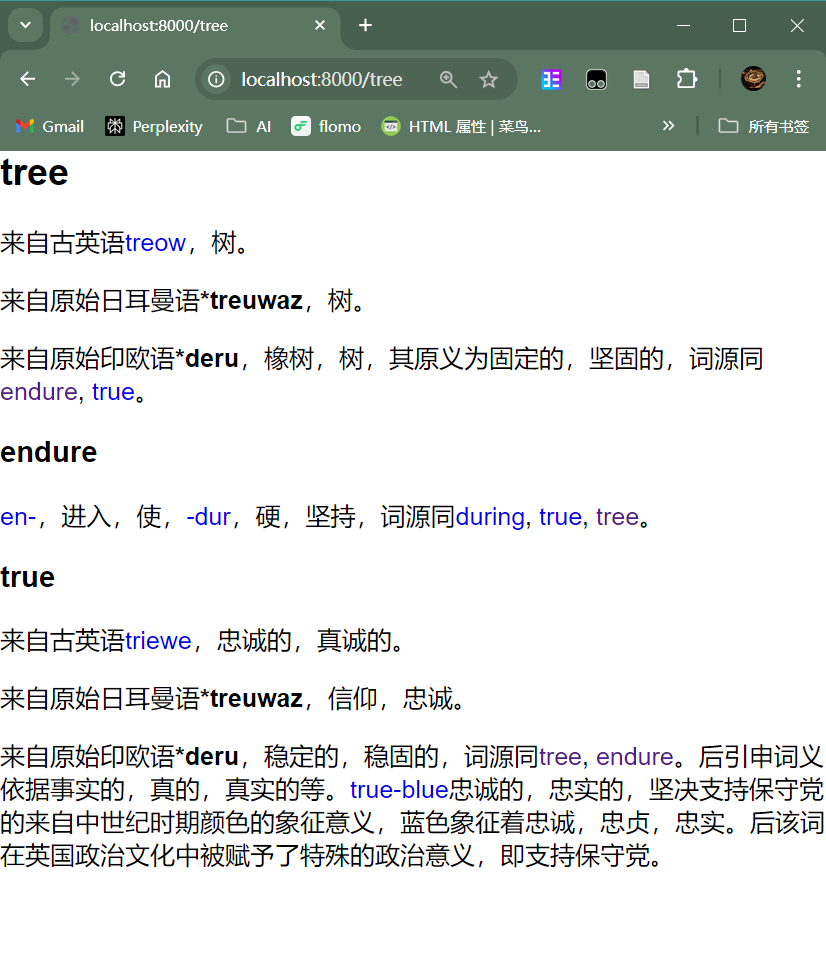 localhost:8000/tree
localhost:8000/tree
Gmail Perplexity AI flomo HTML 属性 | 菜鸟... 所有书签
tree
来自古英语treow，树。
来自原始日耳曼语*treuwaz，树。
来自原始印欧语*deru，橡树，树，其原义为固定的，坚固的，词源同
endure, true。
endure
en-，进入，使，-dur，硬，坚持，词源同during, true, tree。
true
来自古英语triewe，忠诚的，真诚的。
来自原始日耳曼语*treuwaz，信仰，忠诚。
来自原始印欧语*deru，稳定的，稳固的，词源同tree, endure。后引申词义
依据事实的，真的，真实的等。true-blue忠诚的，忠实的，坚决支持保守党
的来自中世纪时期颜色的象征意义，蓝色象征着忠诚，忠贞，忠实。后该词
在英国政治文化中被赋予了特殊的政治意义，即支持保守党。